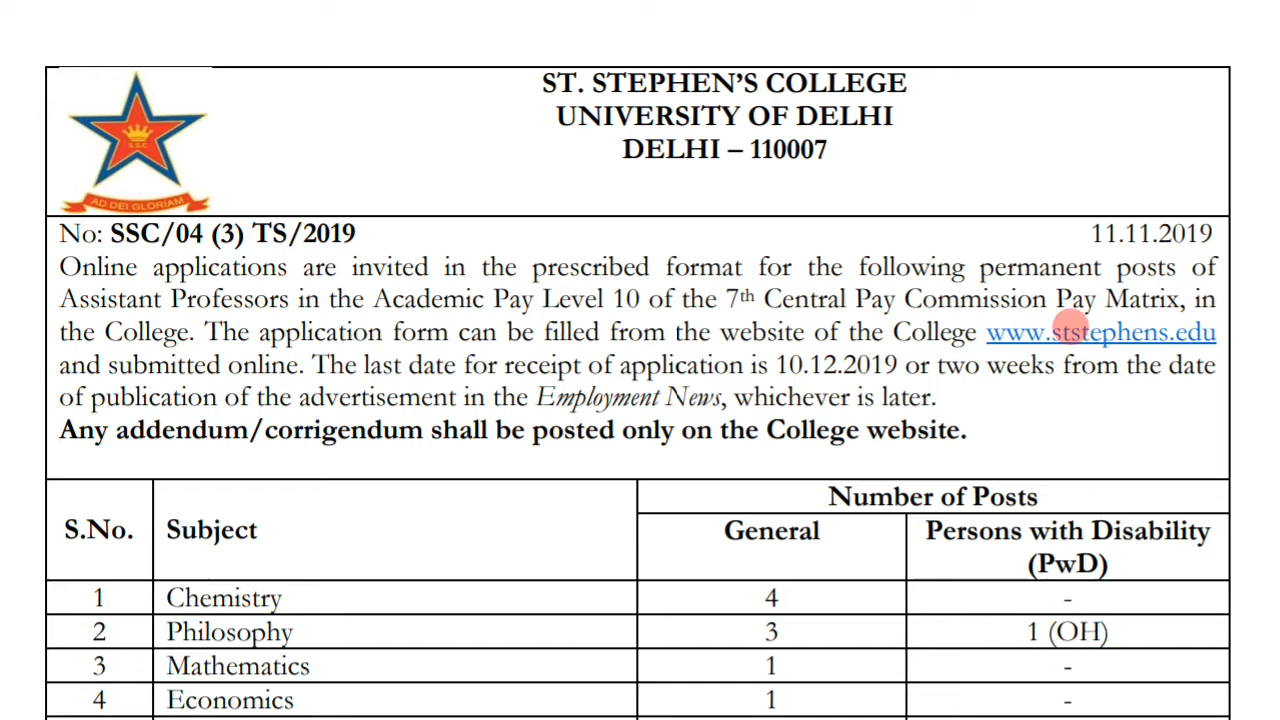 ST. STEPHEN'S COLLEGE
UNIVERSITY OF DELHI
DELHI – 110007
S.S.C.
AD DEI GLORIAM
No: SSC/04 (3) TS/2019 11.11.2019
Online applications are invited in the prescribed format for the following permanent posts of
Assistant Professors in the Academic Pay Level 10 of the 7th Central Pay Commission Pay Matrix, in
the College. The application form can be filled from the website of the College www.ststephens.edu
and submitted online. The last date for receipt of application is 10.12.2019 or two weeks from the date
of publication of the advertisement in the Employment News, whichever is later.
Any addendum/corrigendum shall be posted only on the College website.
Number of Posts
S.No. Subject General Persons with Disability
(PwD)
1 Chemistry 4 -
2 Philosophy 3 1 (OH)
3 Mathematics 1 -
4 Economics 1 -